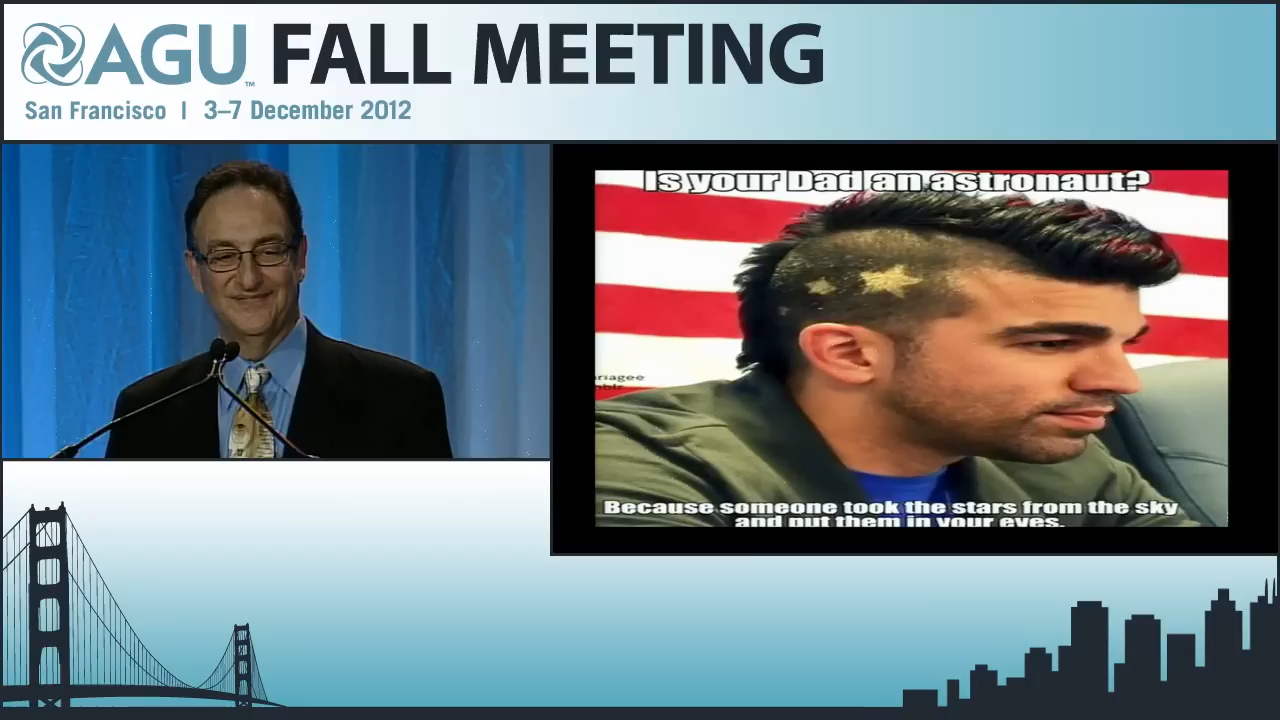 AGU™ FALL MEETING
San Francisco | 3–7 December 2012
Is your Dad an astronaut?
Because someone took the stars from the sky
and put them in your eyes.